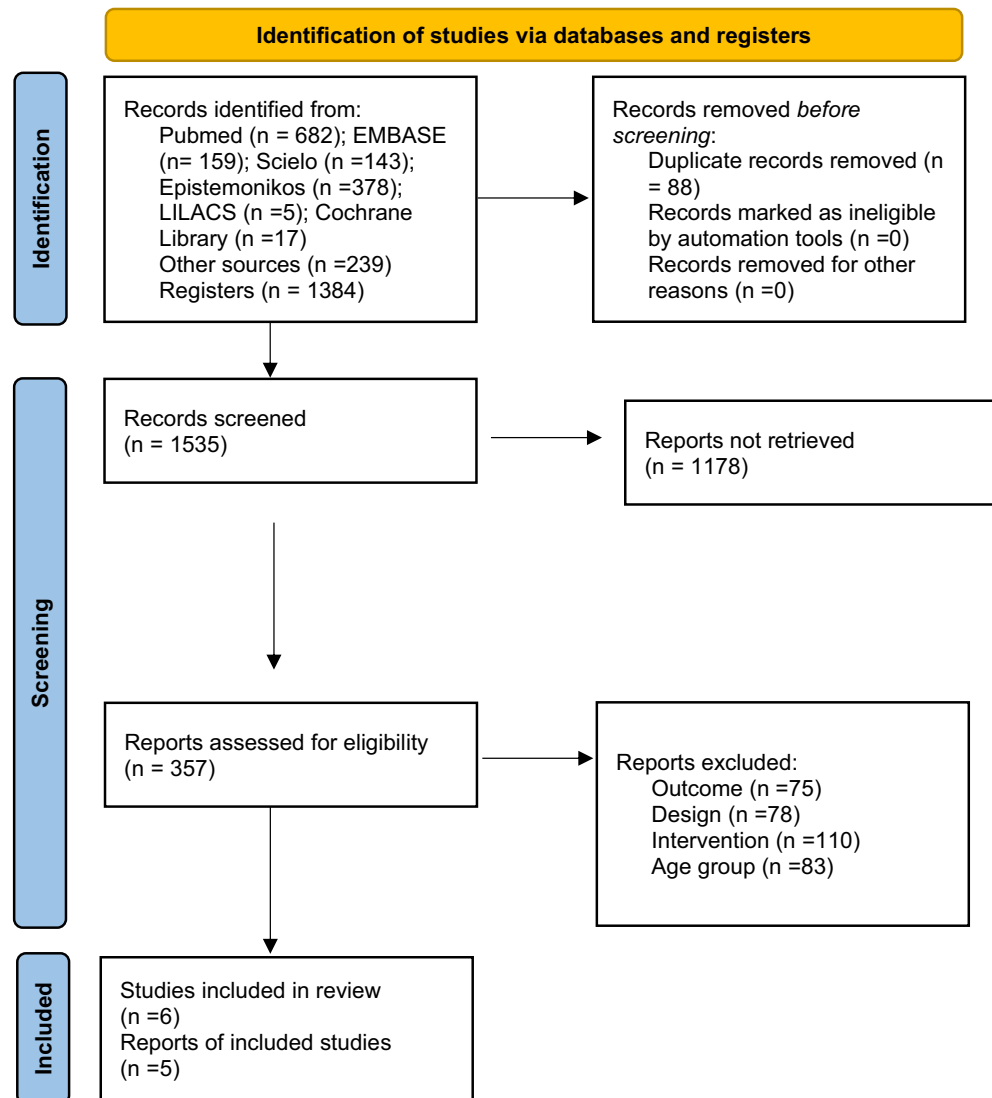 Identification of studies via databases and registers
Identification
Records identified from:
Pubmed (n = 682); EMBASE
(n= 159); Scielo (n =143);
Epistemonikos (n =378);
LILACS (n =5); Cochrane
Library (n =17)
Other sources (n =239)
Registers (n = 1384)
Records removed before
screening:
Duplicate records removed (n
= 88)
Records marked as ineligible
by automation tools (n =0)
Records removed for other
reasons (n =0)
Screening
Records screened
(n = 1535)
Reports not retrieved
(n = 1178)
Reports assessed for eligibility
(n = 357)
Reports excluded:
Outcome (n =75)
Design (n =78)
Intervention (n =110)
Age group (n =83)
Included
Studies included in review
(n =6)
Reports of included studies
(n =5)